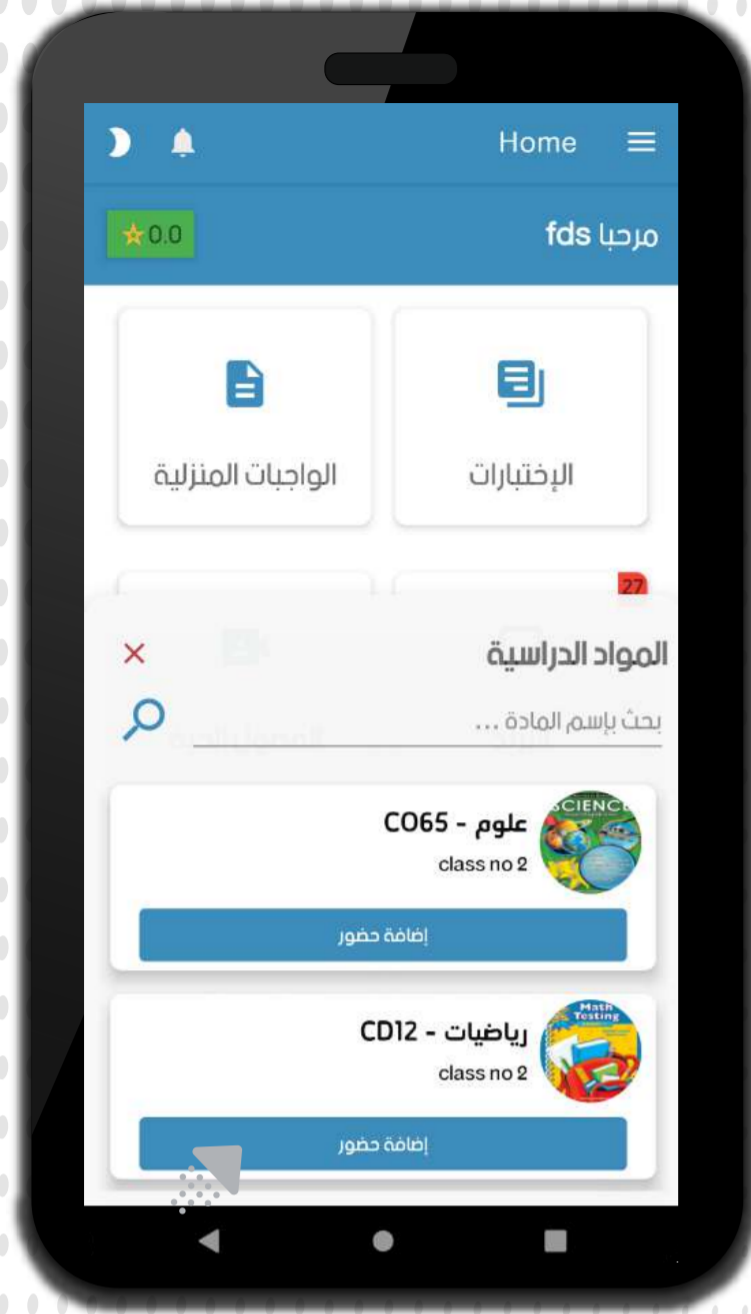 Home
مرحبا fds
0.0
الإختبارات
الواجبات المنزلية
27
المواد الدراسية
بحث بإسم المادة ...
SCIENCE
علوم - CO65
class no 2
إضافة حضور
Math
Testing
رياضيات - CD12
class no 2
إضافة حضور